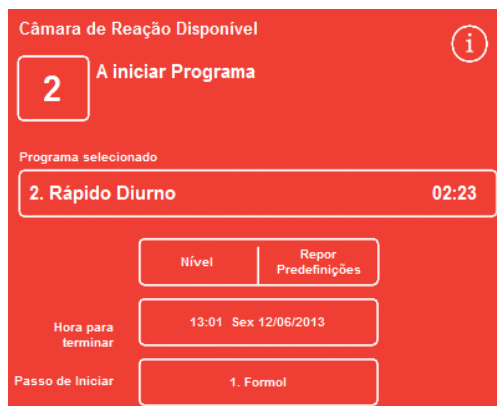 Câmara de Reação Disponível
i
2
A iniciar Programa
Programa selecionado
2. Rápido Diurno 02:23
Nível
Repor
Predefinições
Hora para
terminar
13:01 Sex 12/06/2013
Passo de Iniciar
1. Formol